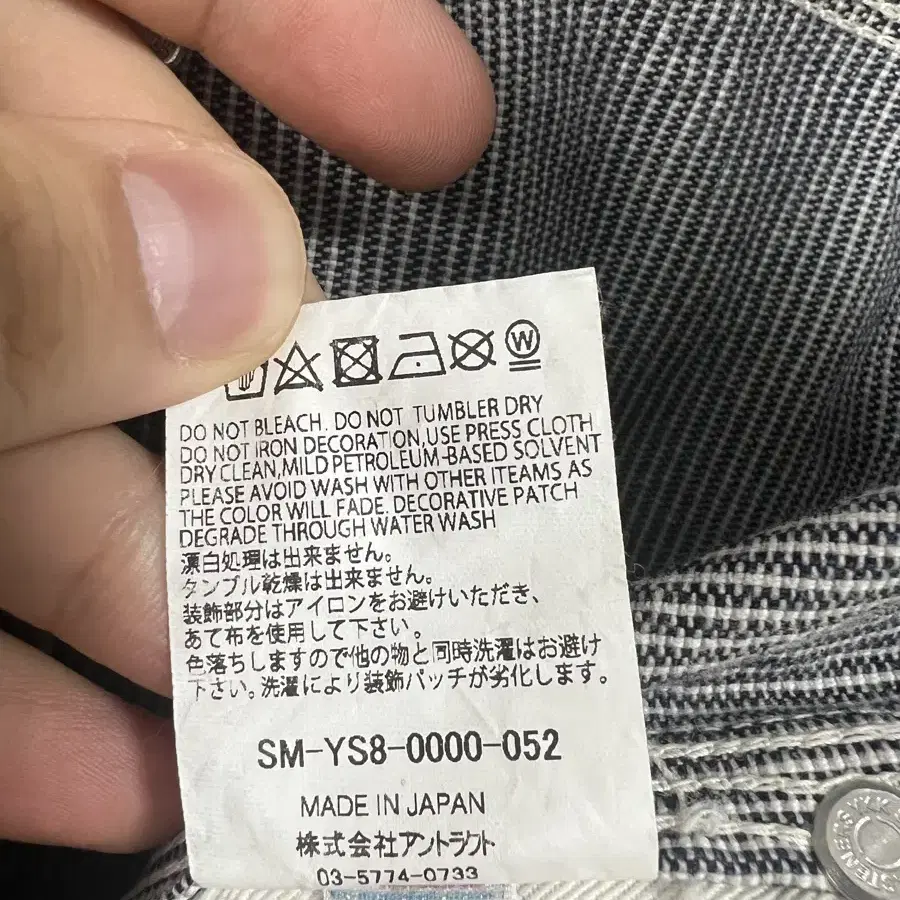 W
DO NOT BLEACH. DO NOT TUMBLER DRY
DO NOT IRON DECORATION,USE PRESS CLOTH
DRY CLEAN,MILD PETROLEUM-BASED SOLVENT
PLEASE AVOID WASH WITH OTHER ITEAMS AS
THE COLOR WILL FADE. DECORATIVE PATCH
DEGRADE THROUGH WATER WASH
漂白処理は出来ません。
タンブル乾燥は出来ません。
装飾部分はアイロンをお避けいただき、
あて布を使用して下さい。
色落ちしますので他の物と同時洗濯はお避け
下さい。洗濯により装飾パッチが劣化します。
SM-YS8-0000-052
MADE IN JAPAN
株式会社アントラクト
03-5774-0733
YKK